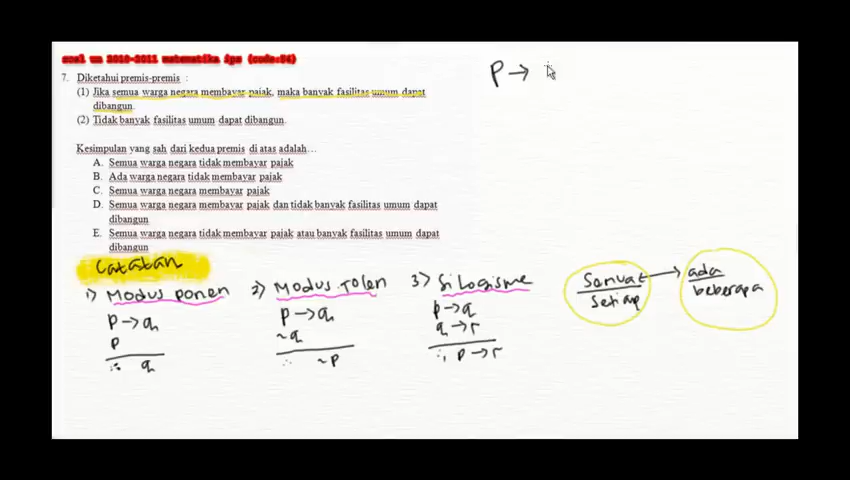 soal un 2010-2011 matematika ips (code:54)
7. Diketahui premis-premis :
(1) Jika semua warga negara membayar pajak, maka banyak fasilitas umum dapat
dibangun.
(2) Tidak banyak fasilitas umum dapat dibangun.
Kesimpulan yang sah dari kedua premis di atas adalah…
A. Semua warga negara tidak membayar pajak
B. Ada warga negara tidak membayar pajak
C. Semua warga negara membayar pajak
D. Semua warga negara membayar pajak dan tidak banyak fasilitas umum dapat
dibangun
E. Semua warga negara tidak membayar pajak atau banyak fasilitas umum dapat
dibangun
P →
Catatan
1) Modus ponen
P → q
P
∴ q
2) Modus Tolen
P → q
~q
∴ ~P
3) Silogisme
P → q
q → r
∴ P → r
Semua → ada
Setiap beberapa